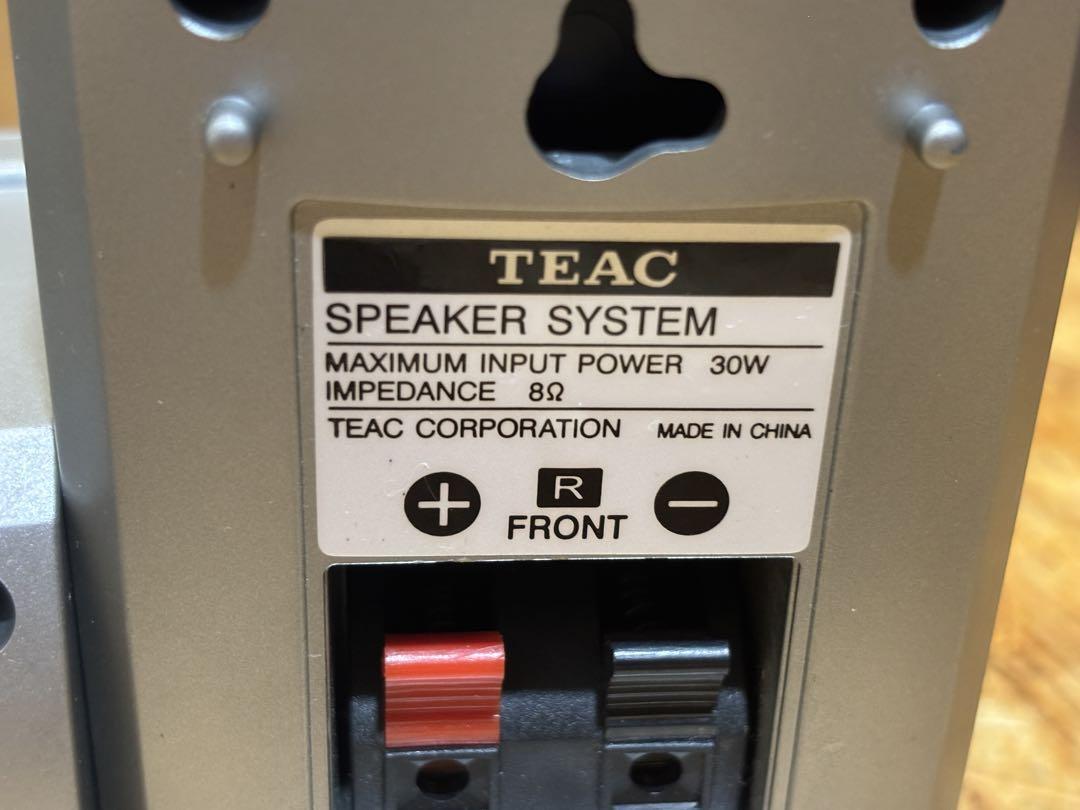 TEAC
SPEAKER SYSTEM
MAXIMUM INPUT POWER 30W
IMPEDANCE 8Ω
TEAC CORPORATION MADE IN CHINA
+ R −
FRONT